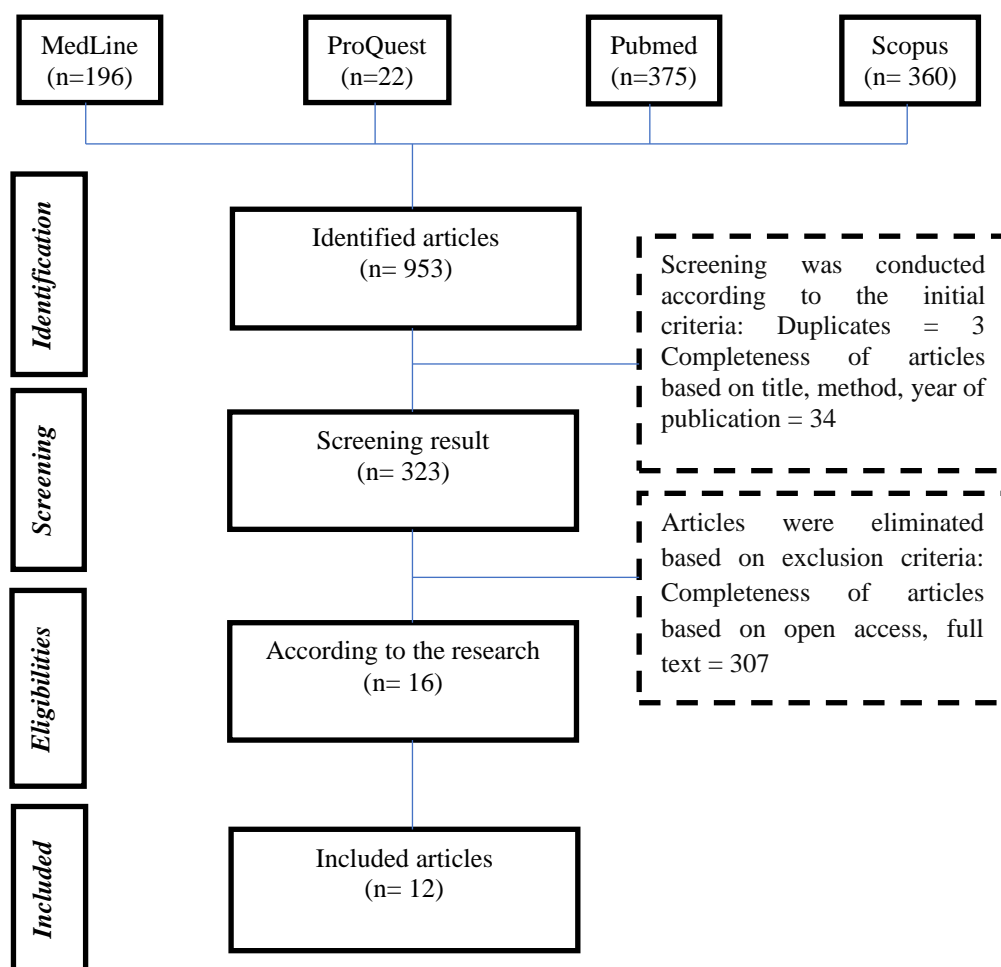 MedLine
(n=196)
ProQuest
(n=22)
Pubmed
(n=375)
Scopus
(n= 360)
Identification
Identified articles
(n= 953)
Screening was conducted
according to the initial
criteria: Duplicates = 3
Completeness of articles
based on title, method, year of
publication = 34
Screening
Screening result
(n= 323)
Articles were eliminated
based on exclusion criteria:
Completeness of articles
based on open access, full
text = 307
Eligibilities
According to the research
(n= 16)
Included
Included articles
(n= 12)